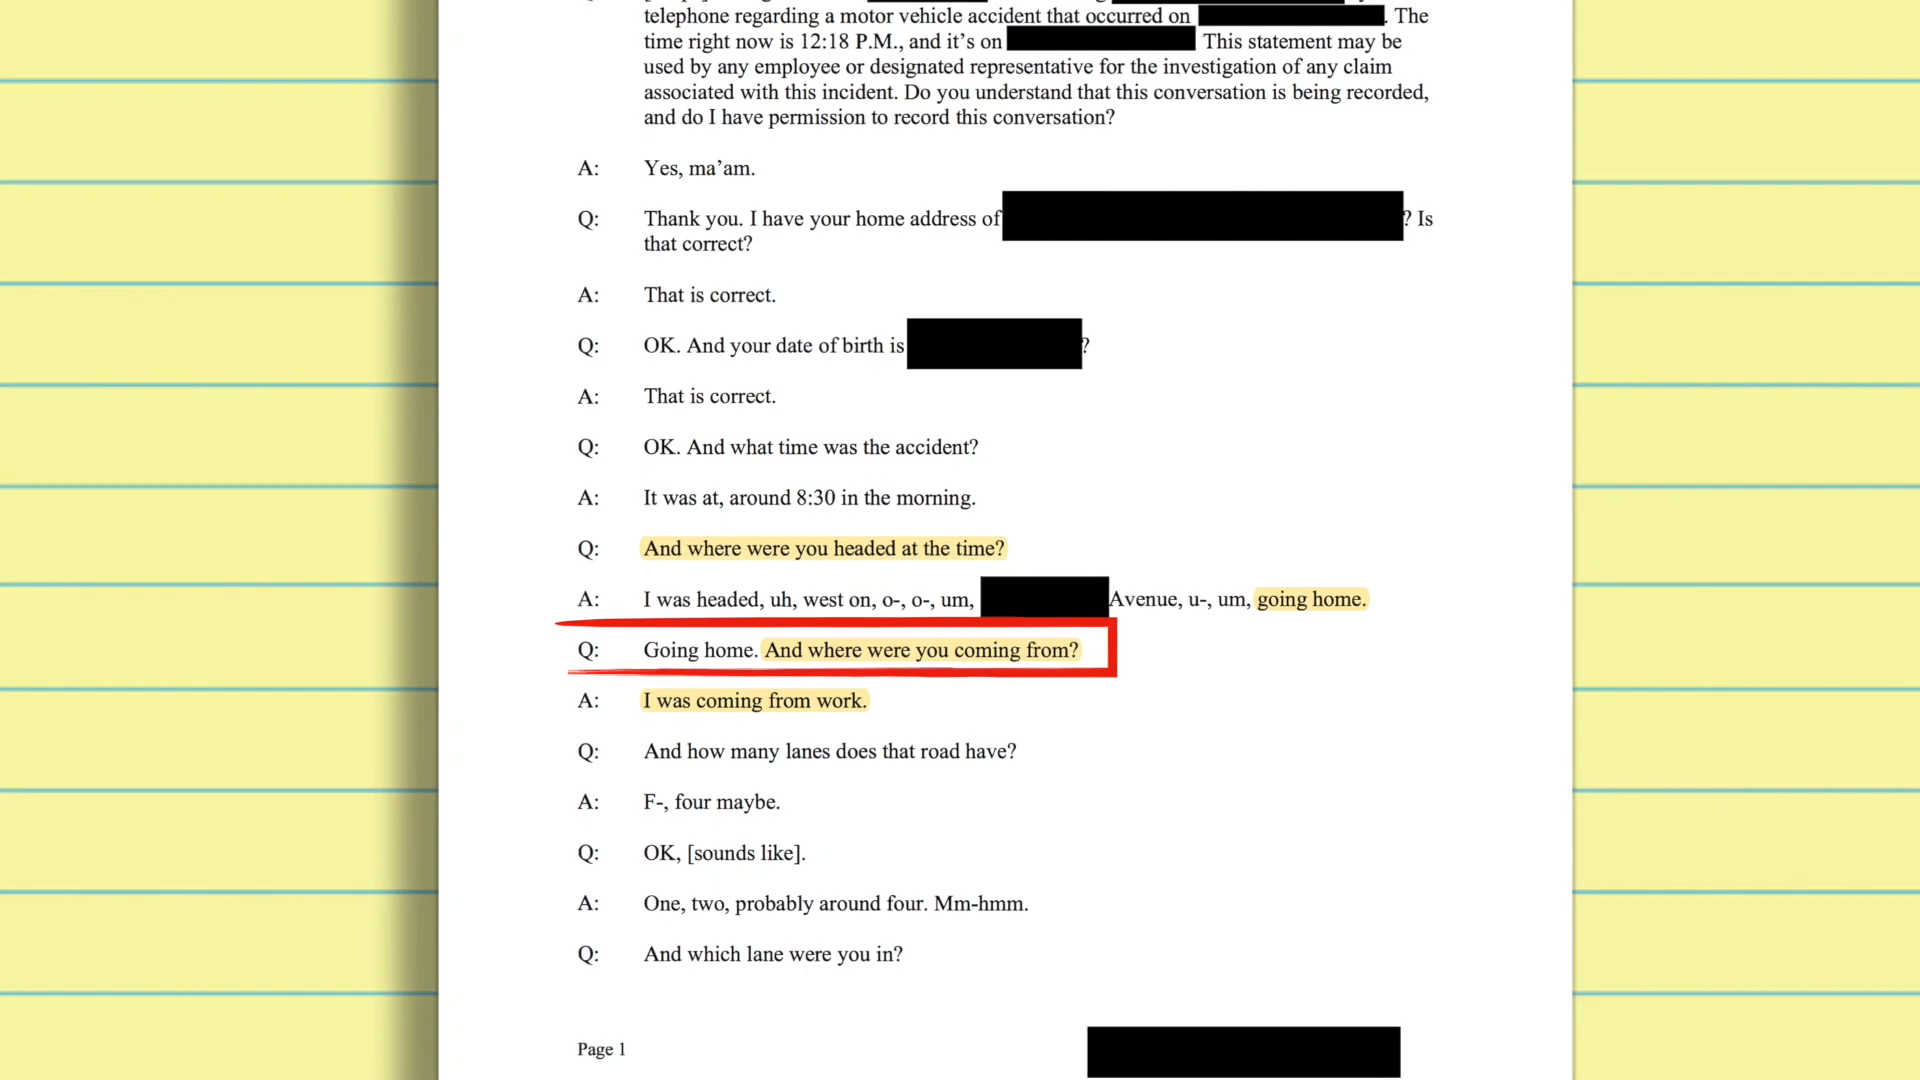 telephone regarding a motor vehicle accident that occurred on . The
time right now is 12:18 P.M., and it’s on This statement may be
used by any employee or designated representative for the investigation of any claim
associated with this incident. Do you understand that this conversation is being recorded,
and do I have permission to record this conversation?
A: Yes, ma’am.
Q: Thank you. I have your home address of ? Is
that correct?
A: That is correct.
Q: OK. And your date of birth is ?
A: That is correct.
Q: OK. And what time was the accident?
A: It was at, around 8:30 in the morning.
Q: And where were you headed at the time?
A: I was headed, uh, west on, o-, o-, um, Avenue, u-, um, going home.
Q: Going home. And where were you coming from?
A: I was coming from work.
Q: And how many lanes does that road have?
A: F-, four maybe.
Q: OK, [sounds like].
A: One, two, probably around four. Mm-hmm.
Q: And which lane were you in?
Page 1